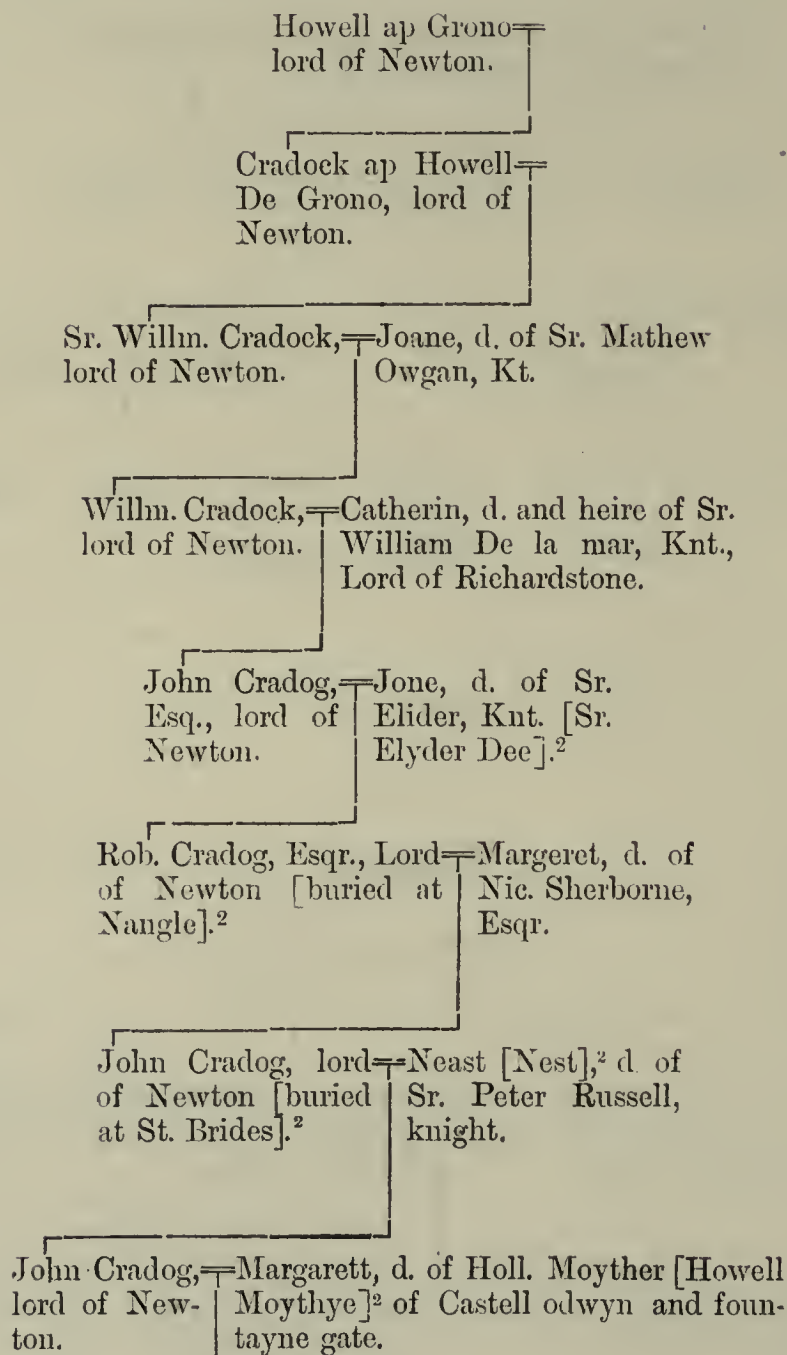 Howell ap Grono
lord of Newton.
Cradock ap Howell
De Grono, lord of
Newton.
Sr. Willm. Cradock,
lord of Newton.
Joane, d. of Sr. Mathew
Owgan, Kt.
Willm. Cradock,
lord of Newton.
Catherin, d. and heire of Sr.
William De la mar, Knt.,
Lord of Richardstone.
John Cradog,
Esq., lord of
Newton.
Jone, d. of Sr.
Elider, Knt. [Sr.
Elyder Dee].²
Rob. Cradog, Esqr., Lord
of Newton [buried at
Nangle].²
Margeret, d. of
Nic. Sherborne,
Esqr.
John Cradog, lord
of Newton [buried
at St. Brides].²
Neast [Nest],² d. of
Sr. Peter Russell,
knight.
John Cradog,
lord of New-
ton.
Margarett, d. of Holl. Moyther [Howell
Moythye]² of Castell odwyn and foun-
tayne gate.